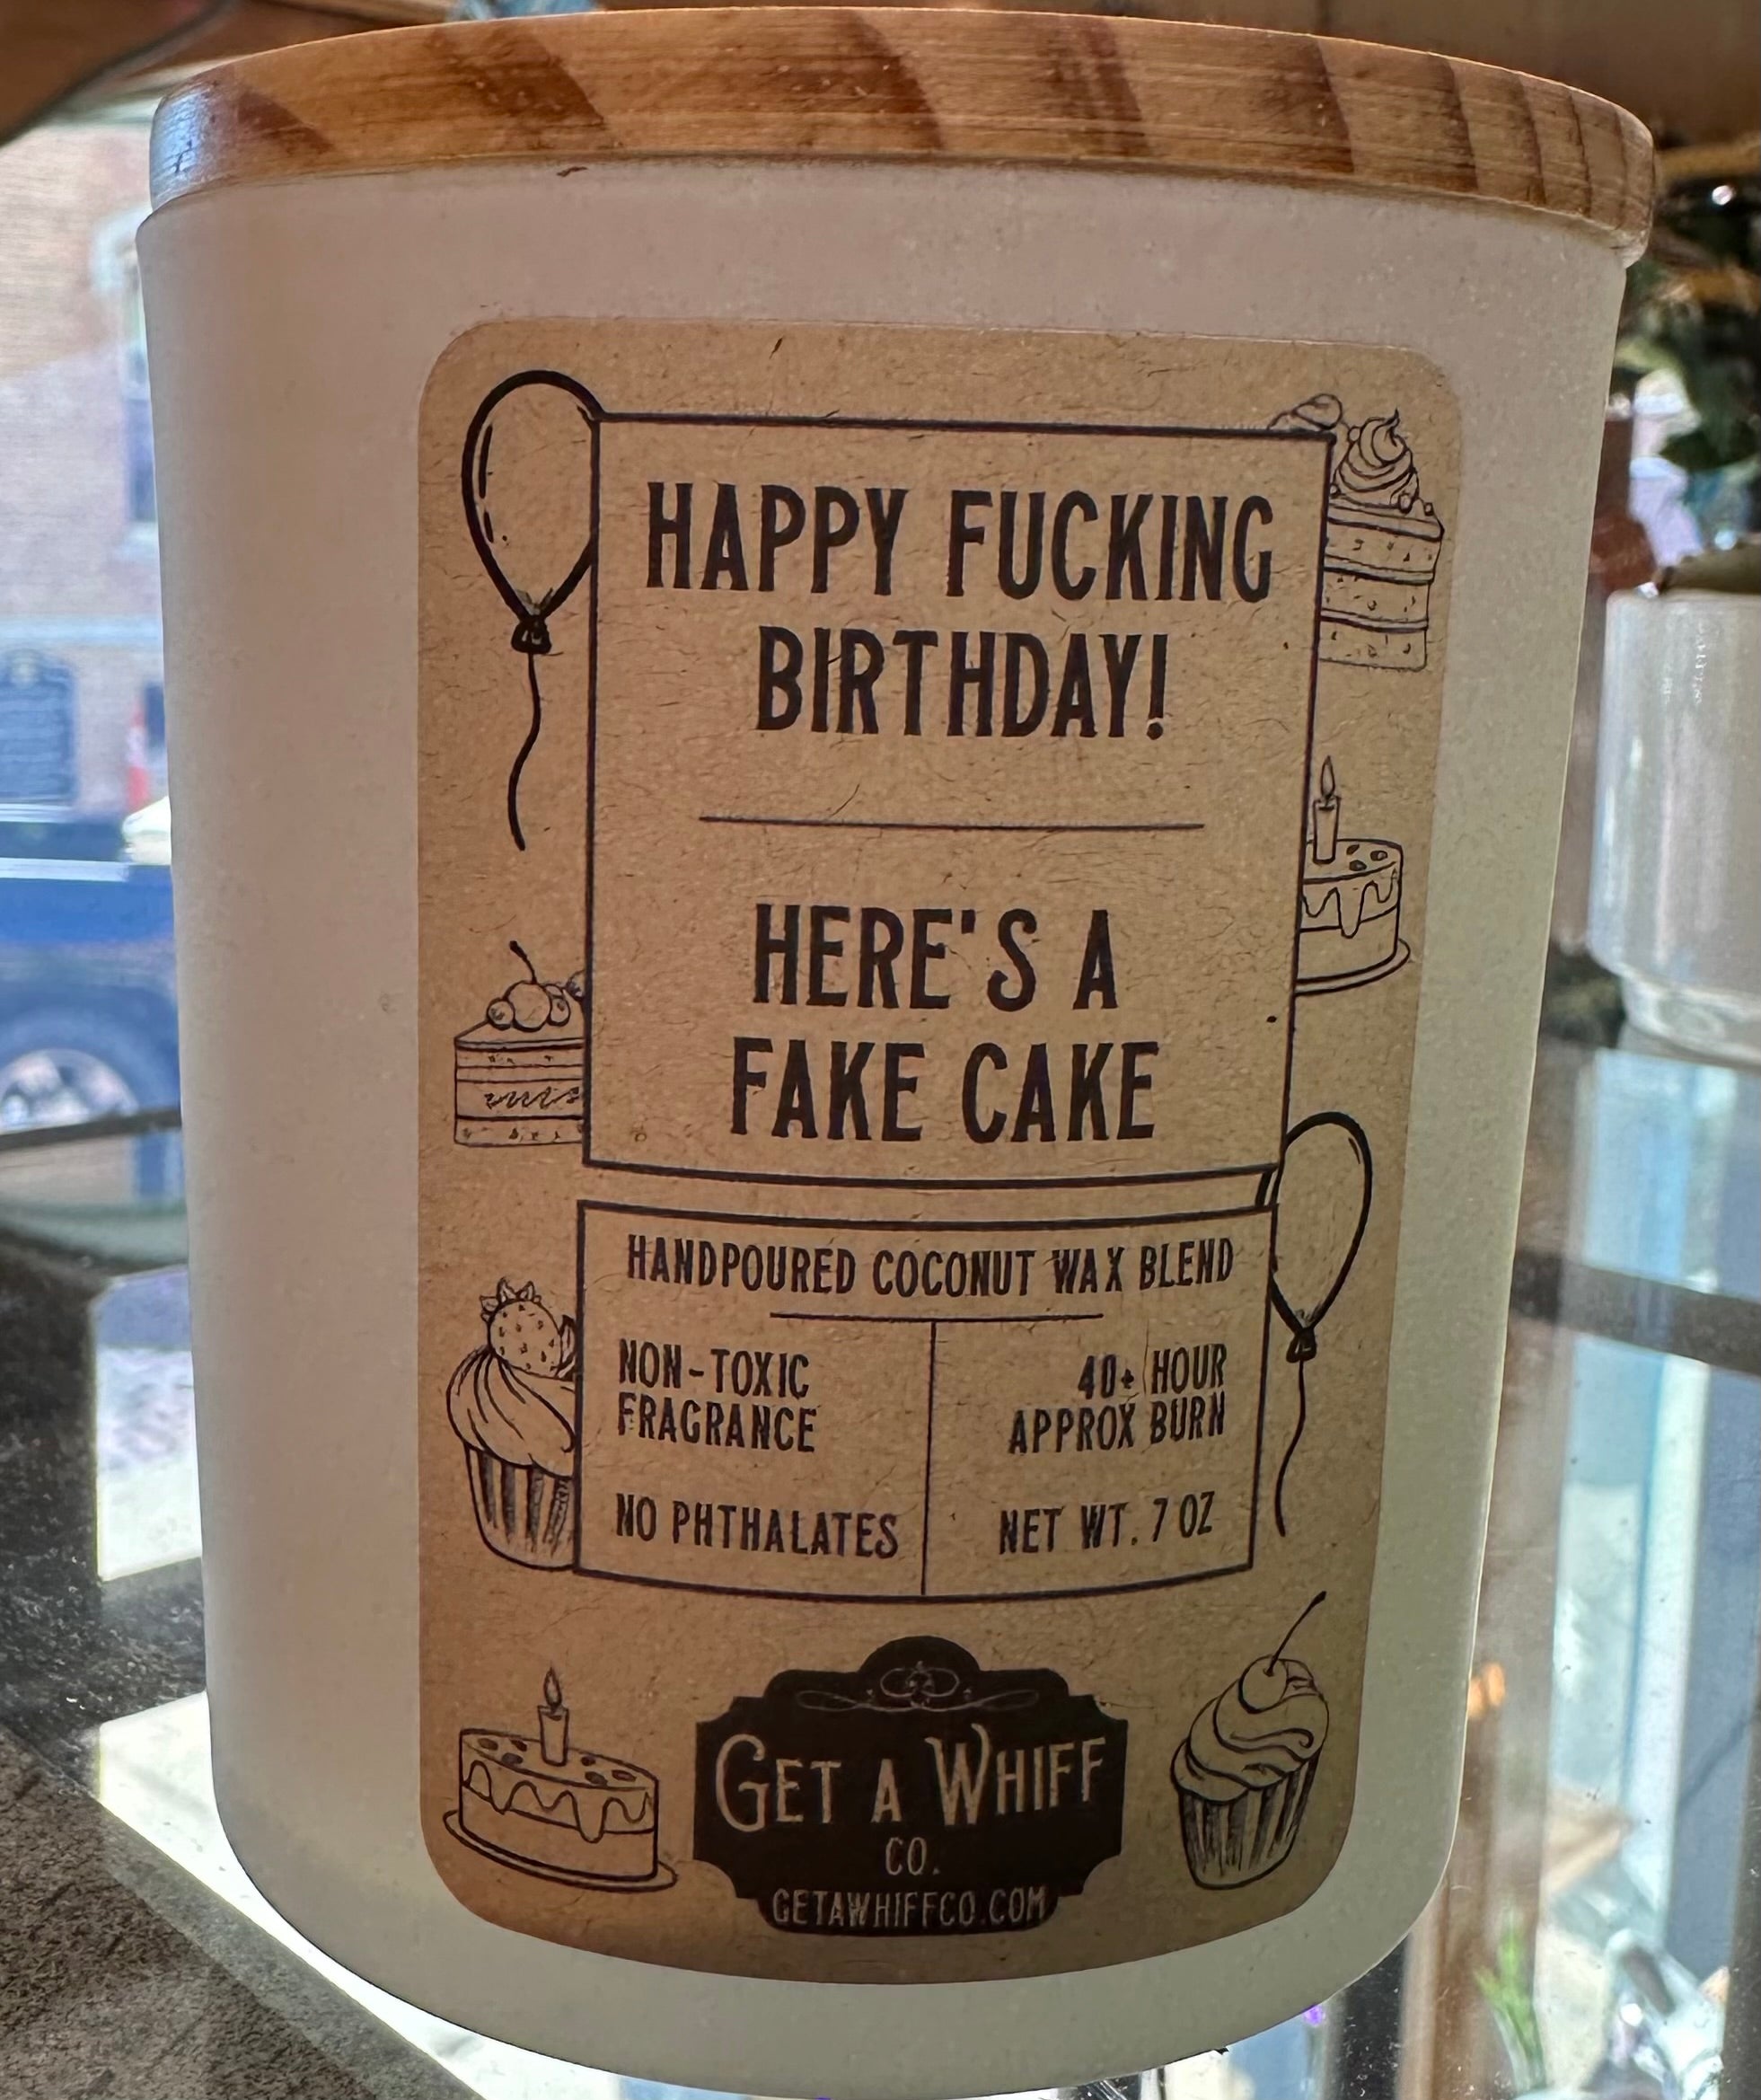 HAPPY FUCKING
BIRTHDAY!
HERE'S A
FAKE CAKE
HANDPOURED COCONUT WAX BLEND
NON-TOXIC
FRAGRANCE
NO PHTHALATES
40+ HOUR
APPROX BURN
NET WT. 7 OZ
GET A WHIFF
CO.
GETAWHIFFCO.COM